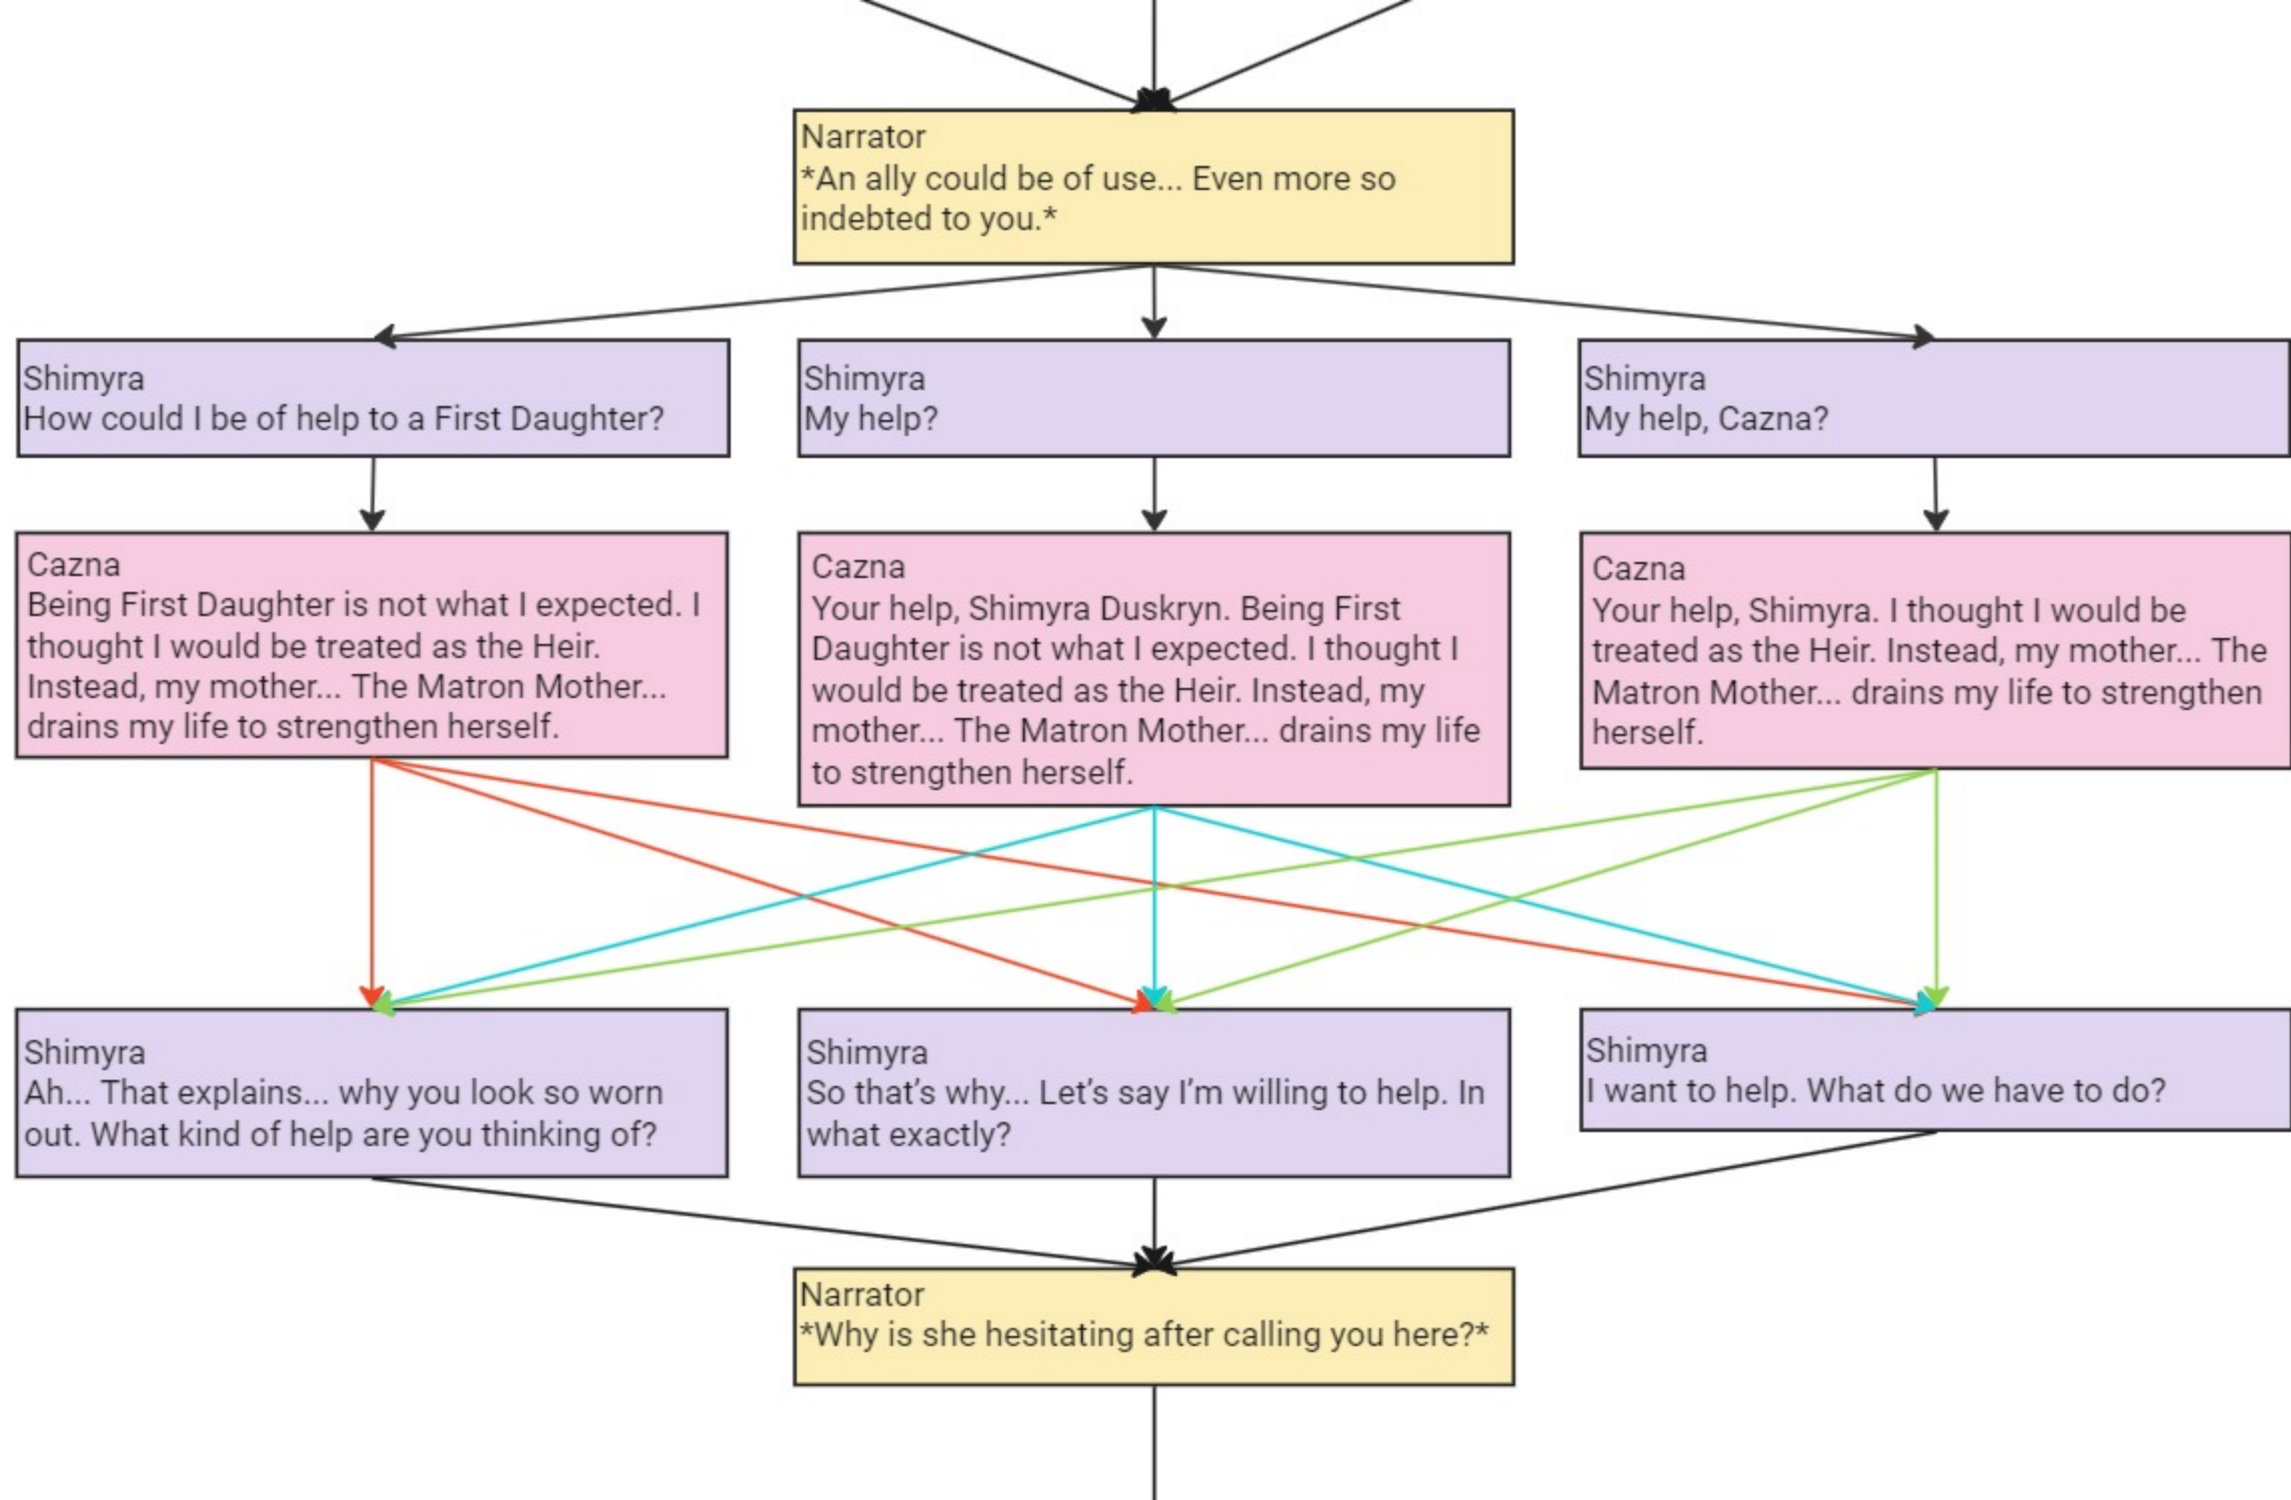 Narrator
*An ally could be of use... Even more so
indebted to you.*
Shimyra
How could I be of help to a First Daughter?
Shimyra
My help?
Shimyra
My help, Cazna?
Cazna
Being First Daughter is not what I expected. I
thought I would be treated as the Heir.
Instead, my mother... The Matron Mother...
drains my life to strengthen herself.
Cazna
Your help, Shimyra Duskryn. Being First
Daughter is not what I expected. I thought I
would be treated as the Heir. Instead, my
mother... The Matron Mother... drains my life
to strengthen herself.
Cazna
Your help, Shimyra. I thought I would be
treated as the Heir. Instead, my mother... The
Matron Mother... drains my life to strengthen
herself.
Shimyra
Ah... That explains... why you look so worn
out. What kind of help are you thinking of?
Shimyra
So that’s why... Let’s say I’m willing to help. In
what exactly?
Shimyra
I want to help. What do we have to do?
Narrator
*Why is she hesitating after calling you here?*